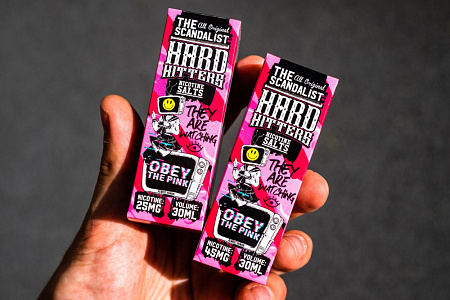 THE
All Original
SCANDALIST
HARD
HITTERS
NICOTINE
SALTS
THEY
ARE
WATCHING
OBEY
THE PINK
NICOTINE:
25MG
VOLUME:
30ML
THE
All Original
SCANDALIST
HARD
HITTERS
NICOTINE
SALTS
THEY
ARE
WATCHING
OBEY
THE PINK
NICOTINE:
45MG
VOLUME:
30ML